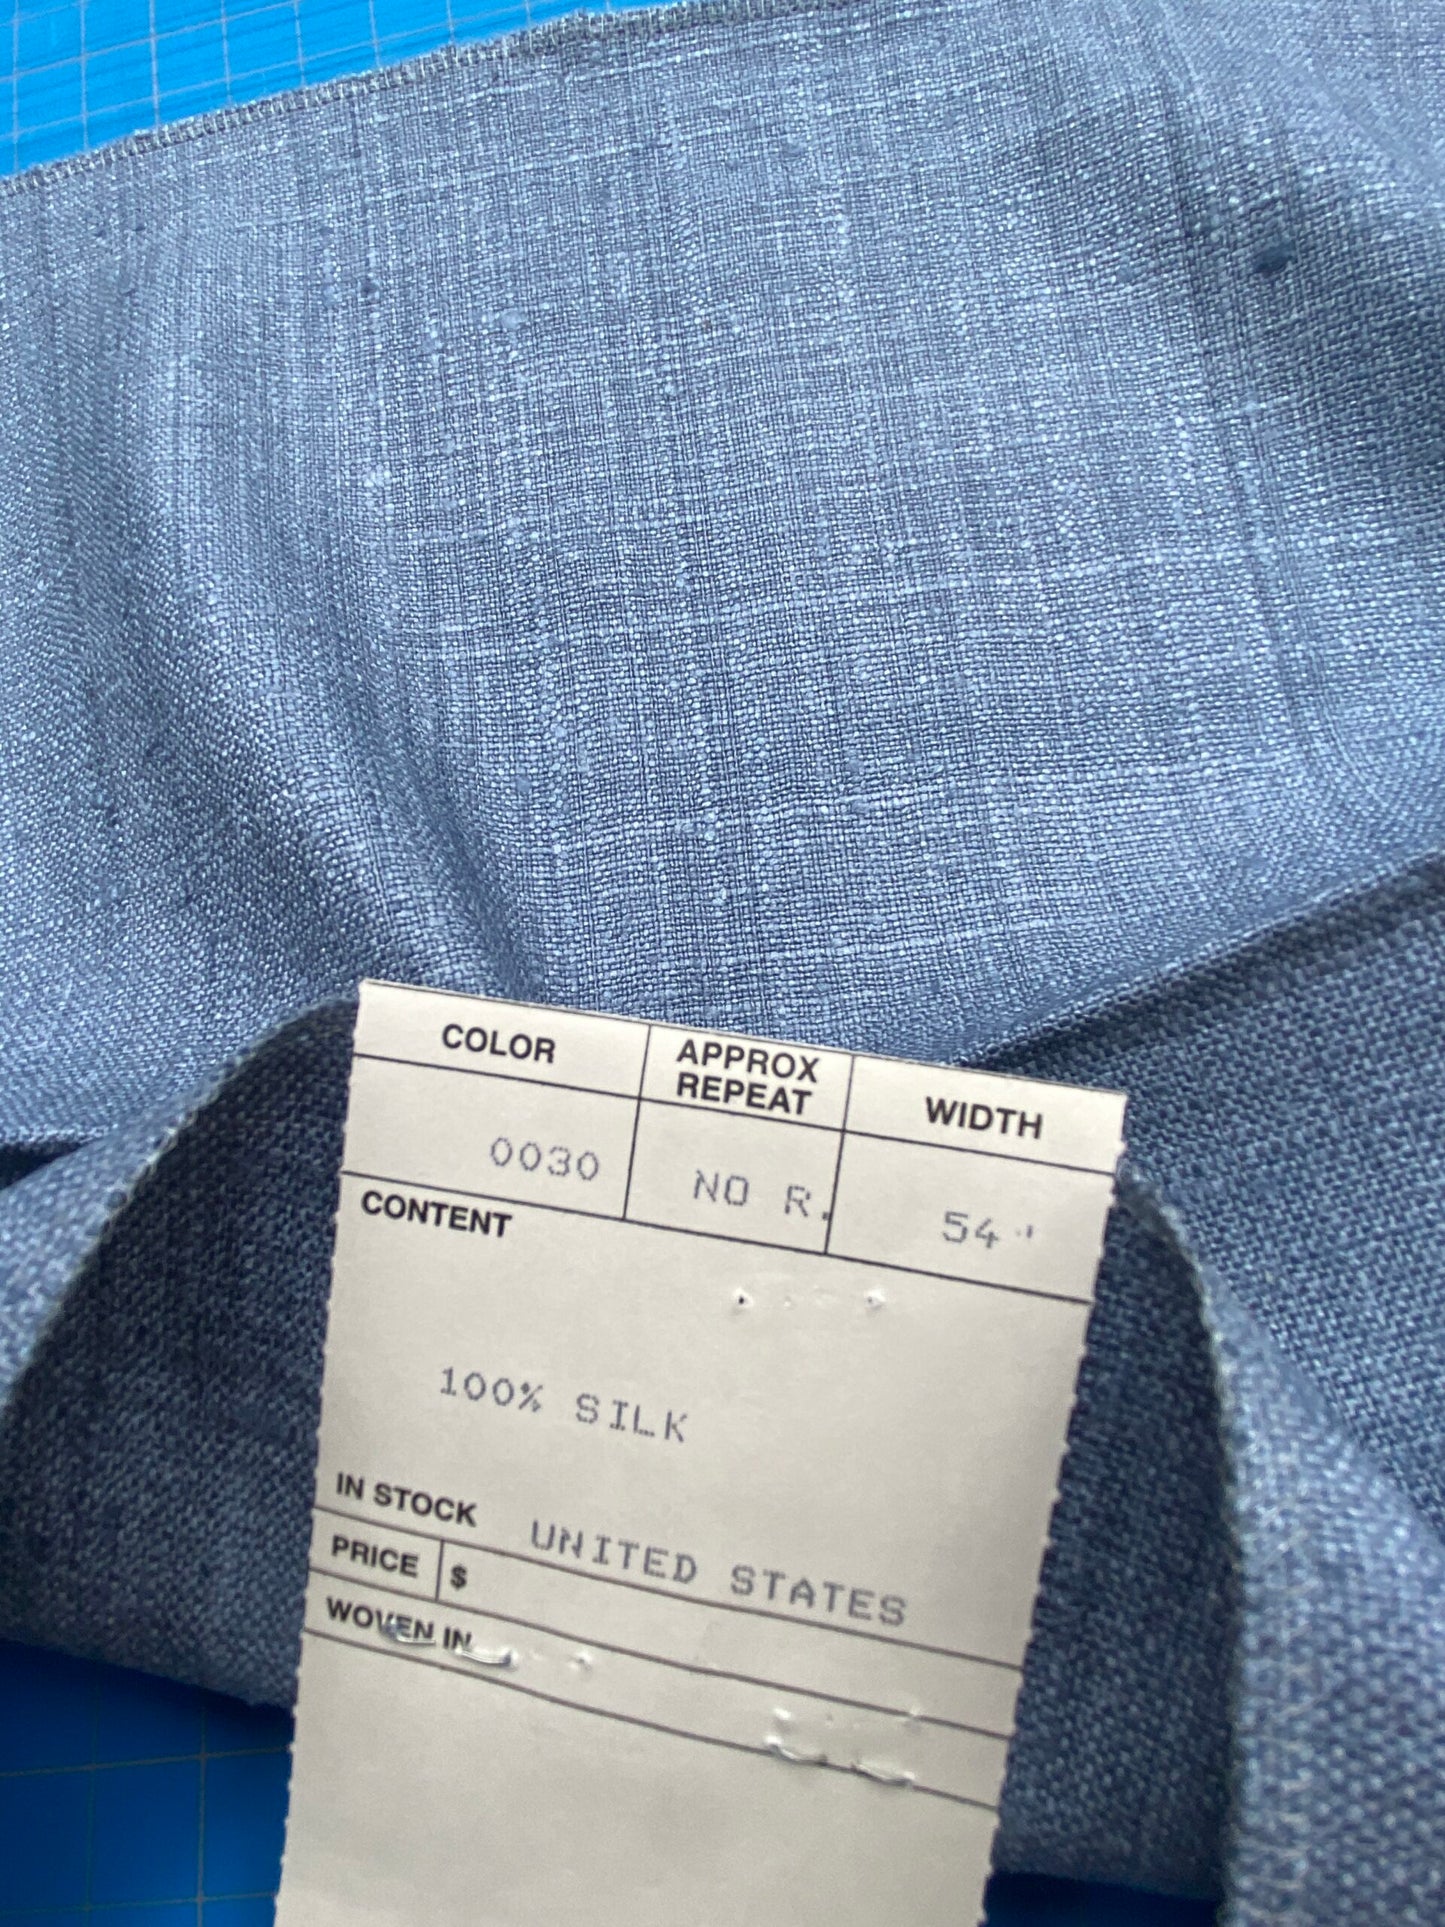 COLOR APPROX REPEAT WIDTH
0030 NO R. 54"
CONTENT
100% SILK
IN STOCK UNITED STATES
PRICE $
WOVEN IN